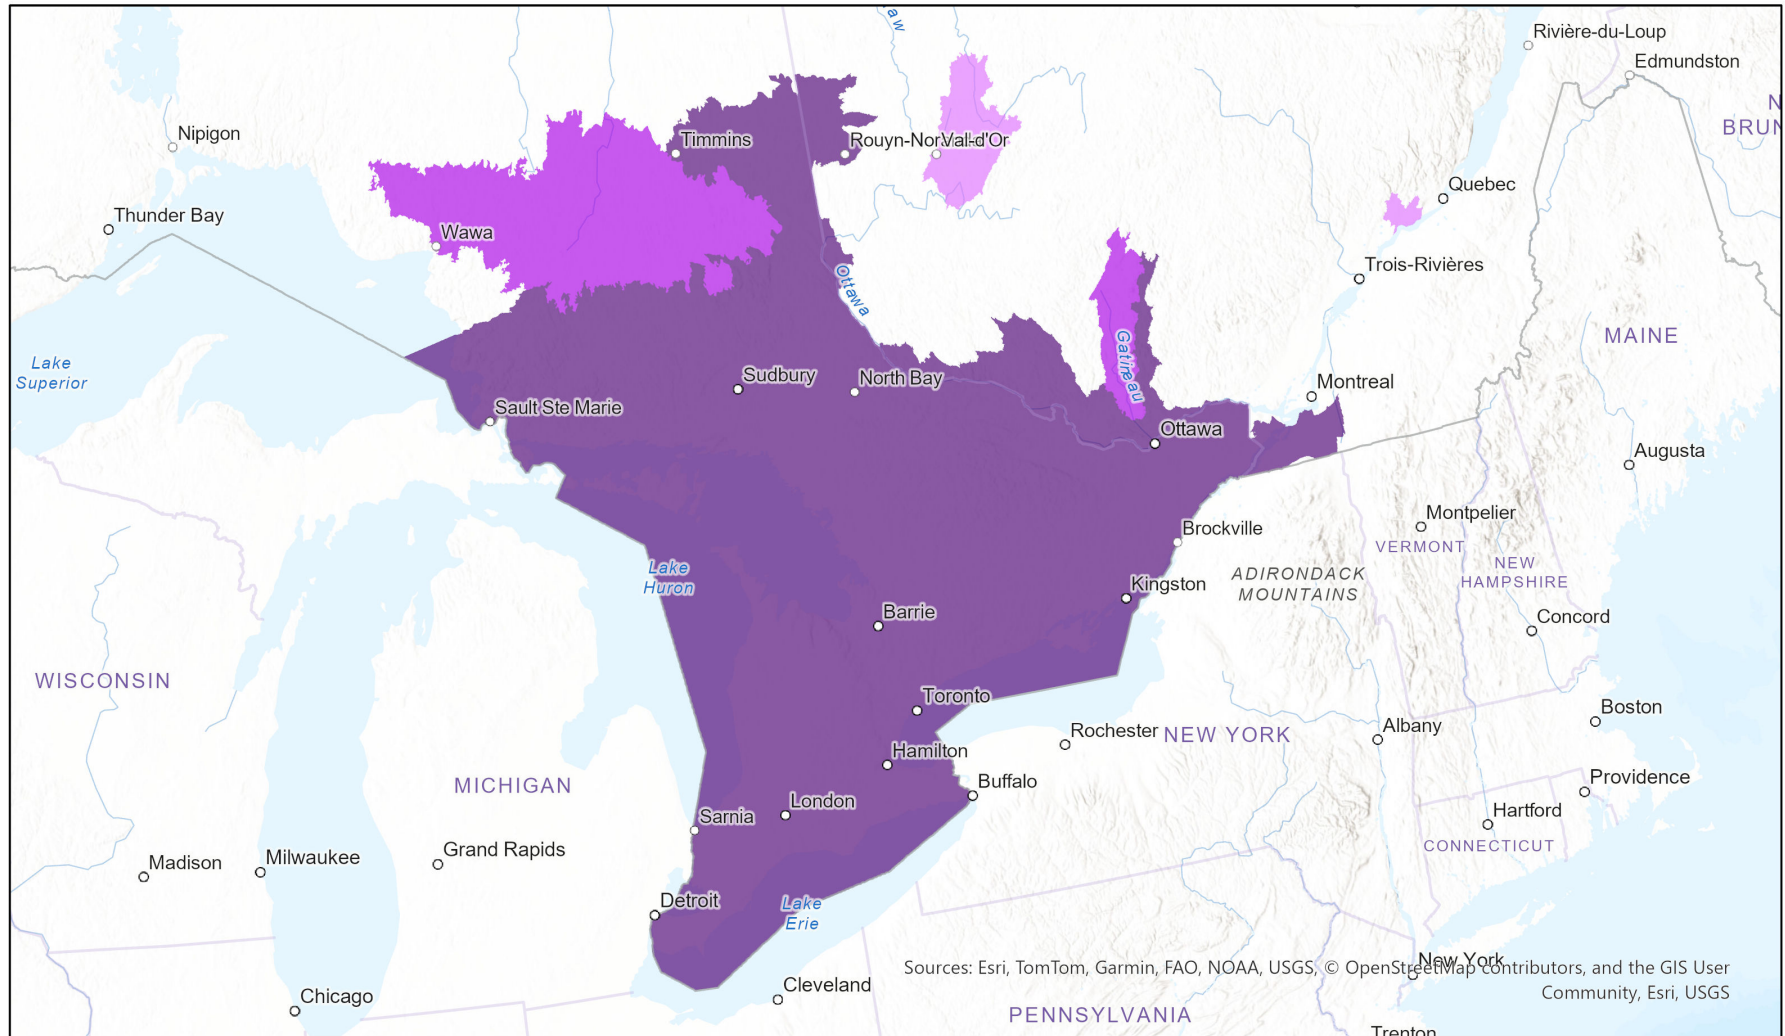 aw
Rivière-du-Loup
Edmundston
N
BRUN
Nipigon
Timmins
Rouyn-Nor
Val-d'Or
Quebec
Thunder Bay
Wawa
Trois-Rivières
Ottawa
MAINE
Lake
Superior
Gatineau
Sudbury
North Bay
Montreal
Sault Ste Marie
Ottawa
Augusta
Montpelier
Brockville
VERMONT
NEW
HAMPSHIRE
Lake
Huron
Kingston
ADIRONDACK
MOUNTAINS
Barrie
Concord
WISCONSIN
Toronto
Boston
Rochester
NEW YORK
Albany
Hamilton
MICHIGAN
Buffalo
Providence
London
Hartford
Sarnia
CONNECTICUT
Madison
Milwaukee
Grand Rapids
Detroit
Lake
Erie
New York
Sources: Esri, TomTom, Garmin, FAO, NOAA, USGS, © OpenStreetMap contributors, and the GIS User
Community, Esri, USGS
Cleveland
Chicago
PENNSYLVANIA
Trenton